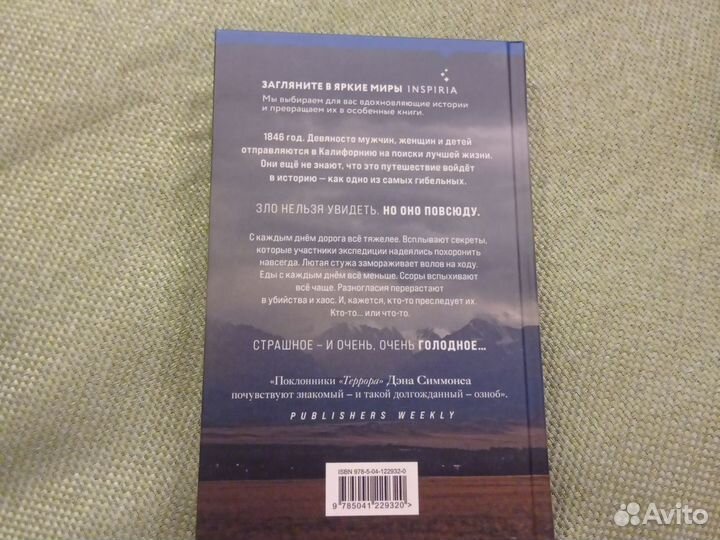 ЗАГЛЯНИТЕ В ЯРКИЕ МИРЫ INSPIRIA
Мы выбираем для вас вдохновляющие истории
и превращаем их в особенные книги.
1846 год. Девяносто мужчин, женщин и детей
отправляются в Калифорнию на поиски лучшей жизни.
Они ещё не знают, что это путешествие войдёт
в историю – как одно из самых гибельных.
ЗЛО НЕЛЬЗЯ УВИДЕТЬ. НО ОНО ПОВСЮДУ.
С каждым днём дорога всё тяжелее. Всплывают секреты,
которые участники экспедиции надеялись похоронить
навсегда. Лютая стужа замораживает волов на ходу.
Еды с каждым днём всё меньше. Ссоры вспыхивают
всё чаще. Разногласия перерастают
в убийства и хаос. И, кажется, кто-то преследует их.
Кто-то... или что-то.
СТРАШНОЕ – И ОЧЕНЬ, ОЧЕНЬ ГОЛОДНОЕ...
«Поклонники «Террора» Дэна Симмонса
почувствуют знакомый – и такой долгожданный – озноб».
PUBLISHERS WEEKLY
ISBN 978-5-04-122932-0
9 785041 229320 >
Avito